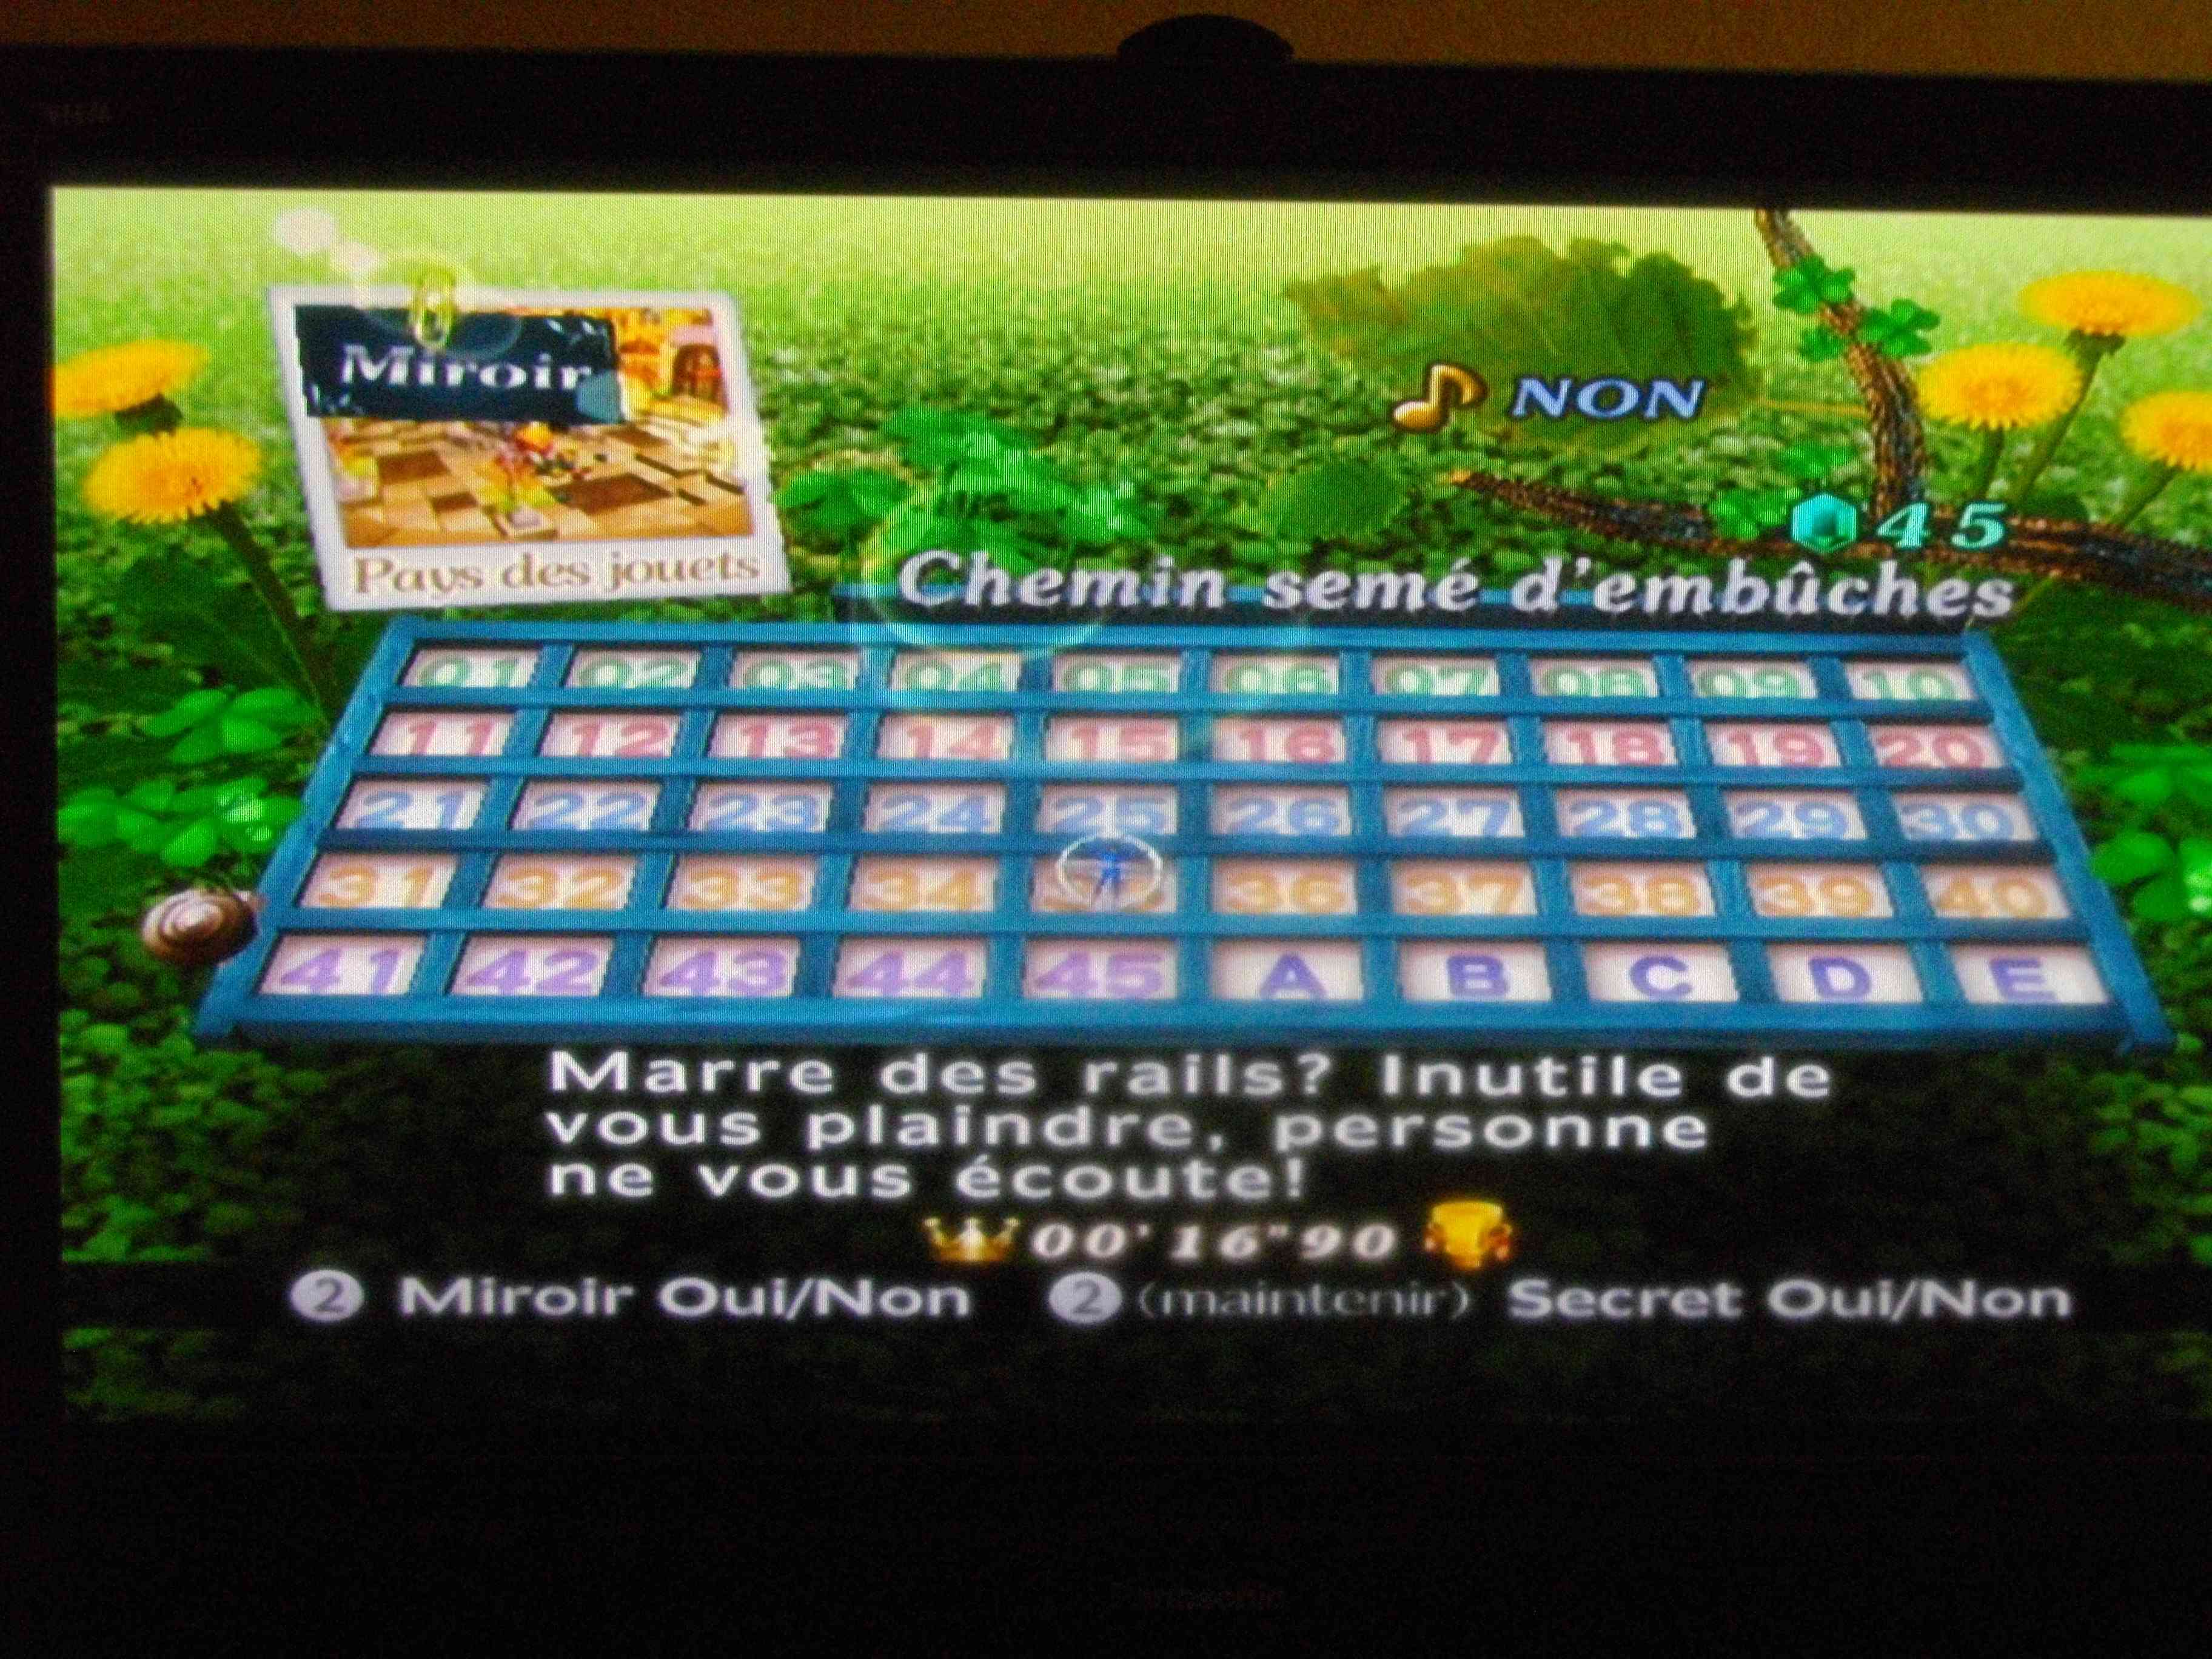 Miroir
NON
Pays des jouets
45
Chemin semé d'embûches
01 02 03 04 05 06 07 08 09 10
11 12 13 14 15 16 17 18 19 20
21 22 23 24 25 26 27 28 29 30
31 32 33 34 36 37 38 39 40
41 42 43 44 45 A B C D E
Marre des rails? Inutile de
vous plaindre, personne
ne vous écoute!
00'16"90
2 Miroir Oui/Non 2 (maintenir) Secret Oui/Non
Panasonic